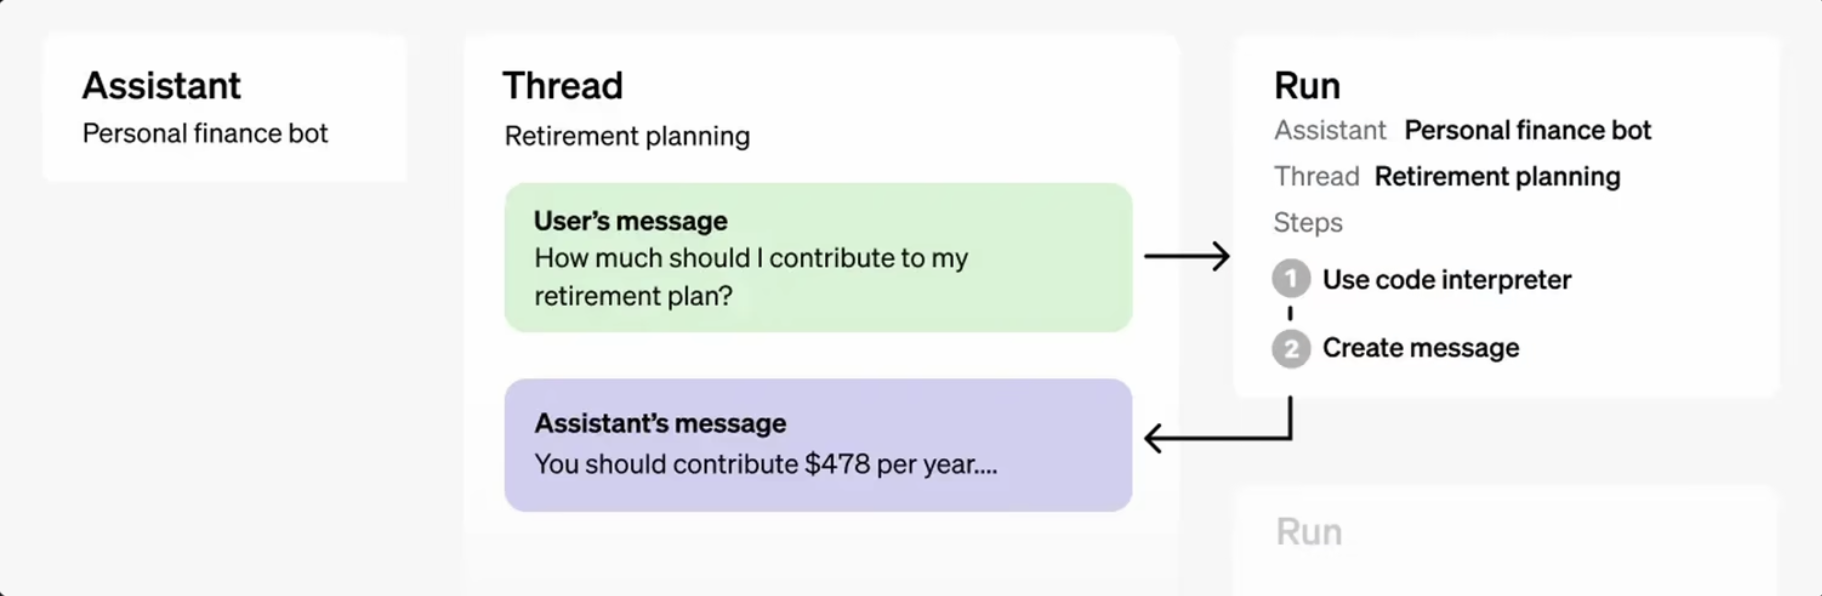 Assistant
Personal finance bot
Thread
Retirement planning
User’s message
How much should I contribute to my
retirement plan?
Assistant’s message
You should contribute $478 per year....
Run
Assistant Personal finance bot
Thread Retirement planning
Steps
1 Use code interpreter
2 Create message
Run